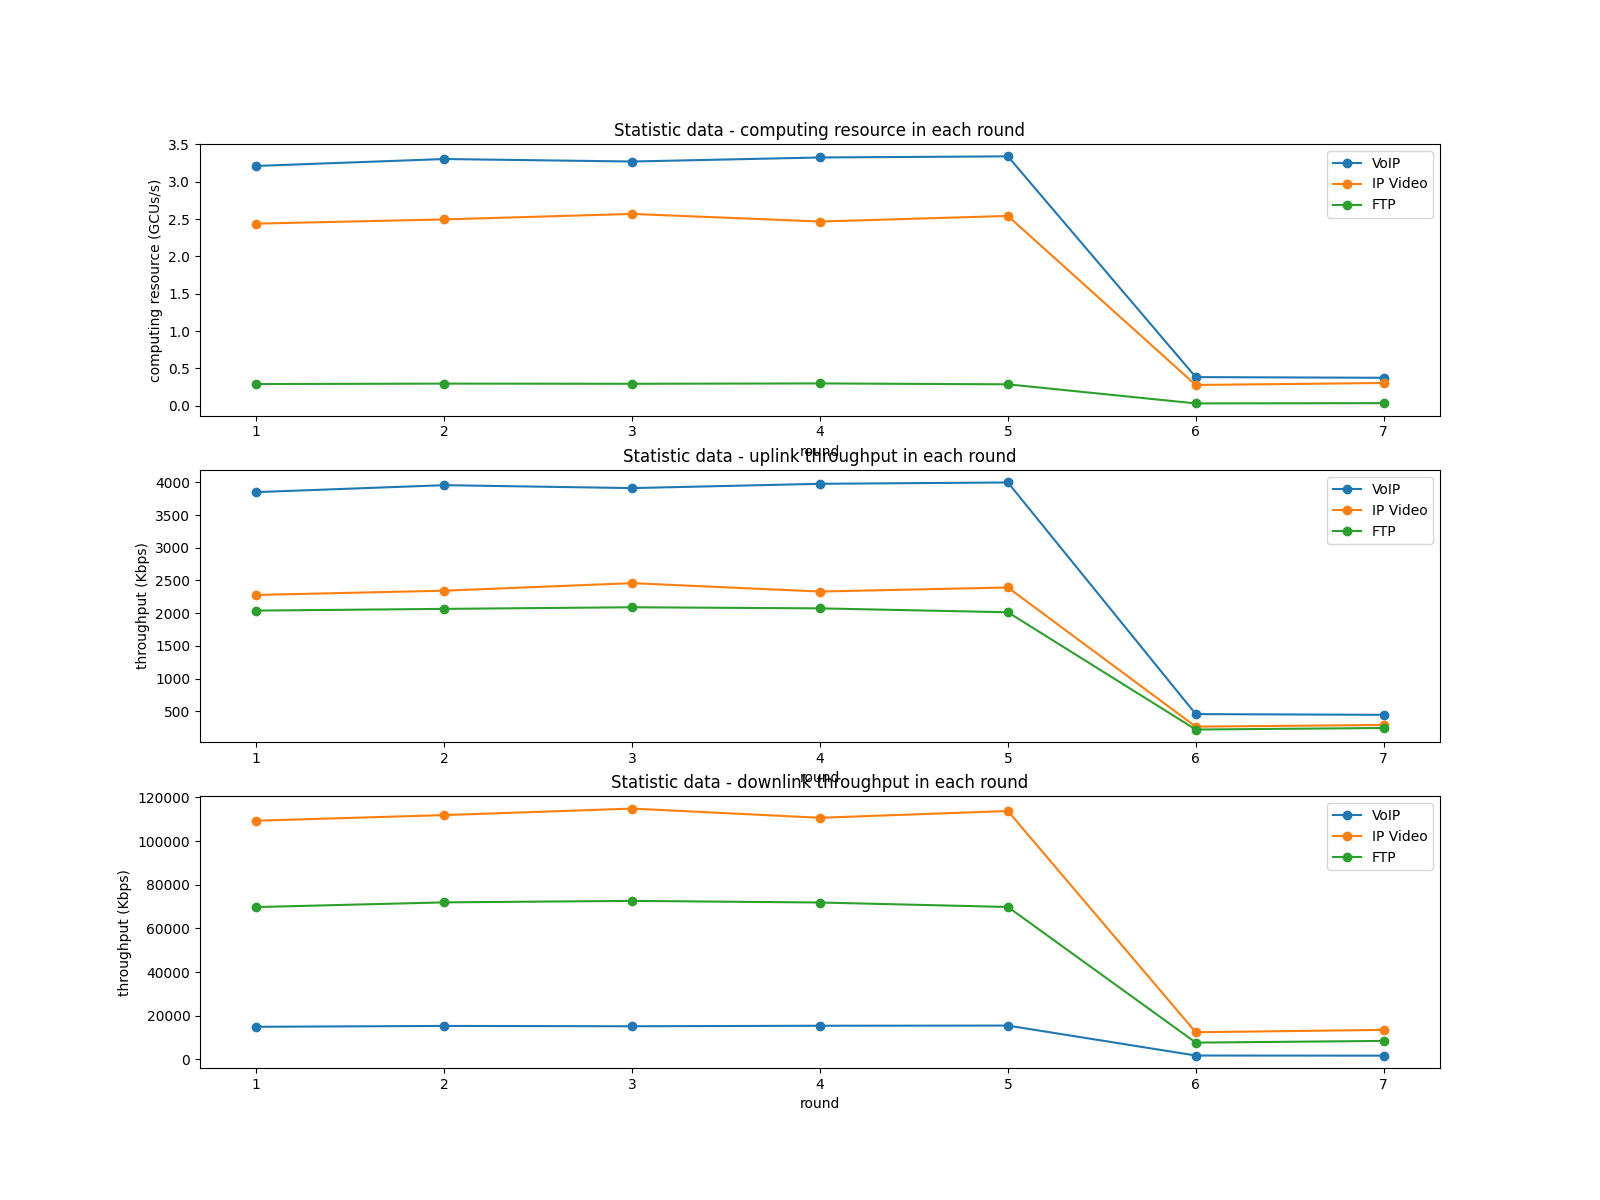 Statistic data - computing resource in each round
computing resource (GCUs/s)
3.5
3.0
2.5
2.0
1.5
1.0
0.5
0.0
VoIP
IP Video
FTP
1 2 3 4 5 6 7
round
Statistic data - uplink throughput in each round
throughput (Kbps)
4000
3500
3000
2500
2000
1500
1000
500
VoIP
IP Video
FTP
1 2 3 4 5 6 7
round
Statistic data - downlink throughput in each round
throughput (Kbps)
120000
100000
80000
60000
40000
20000
0
VoIP
IP Video
FTP
1 2 3 4 5 6 7
round